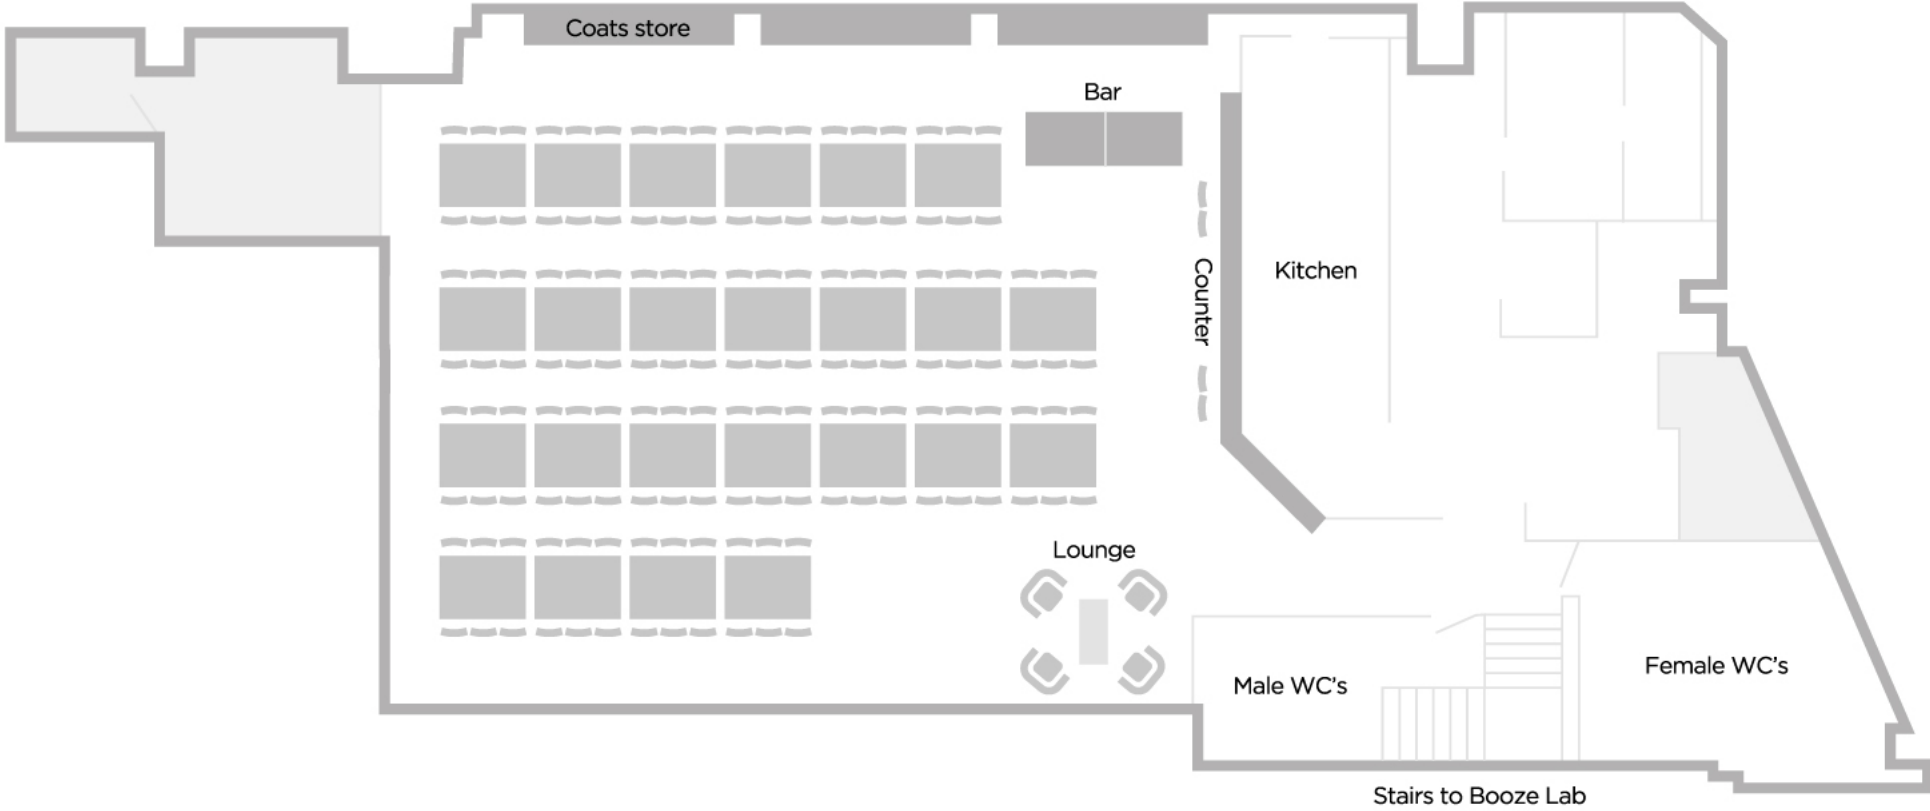 Coats store
Bar
Counter
Kitchen
Lounge
Male WC's
Female WC's
Stairs to Booze Lab